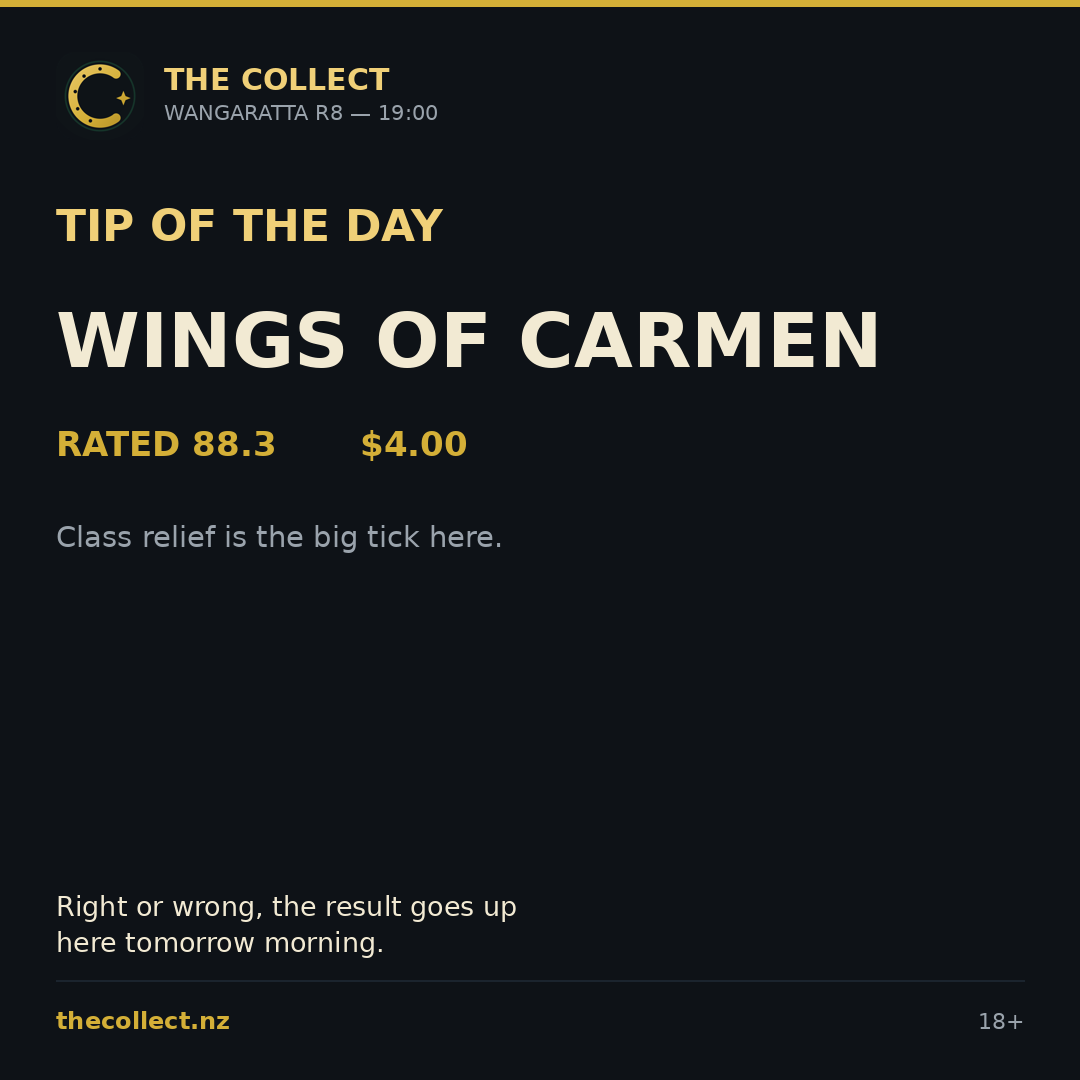 THE COLLECT
WANGARATTA R8 — 19:00
TIP OF THE DAY
WINGS OF CARMEN
RATED 88.3 $4.00
Class relief is the big tick here.
Right or wrong, the result goes up
here tomorrow morning.
thecollect.nz 18+